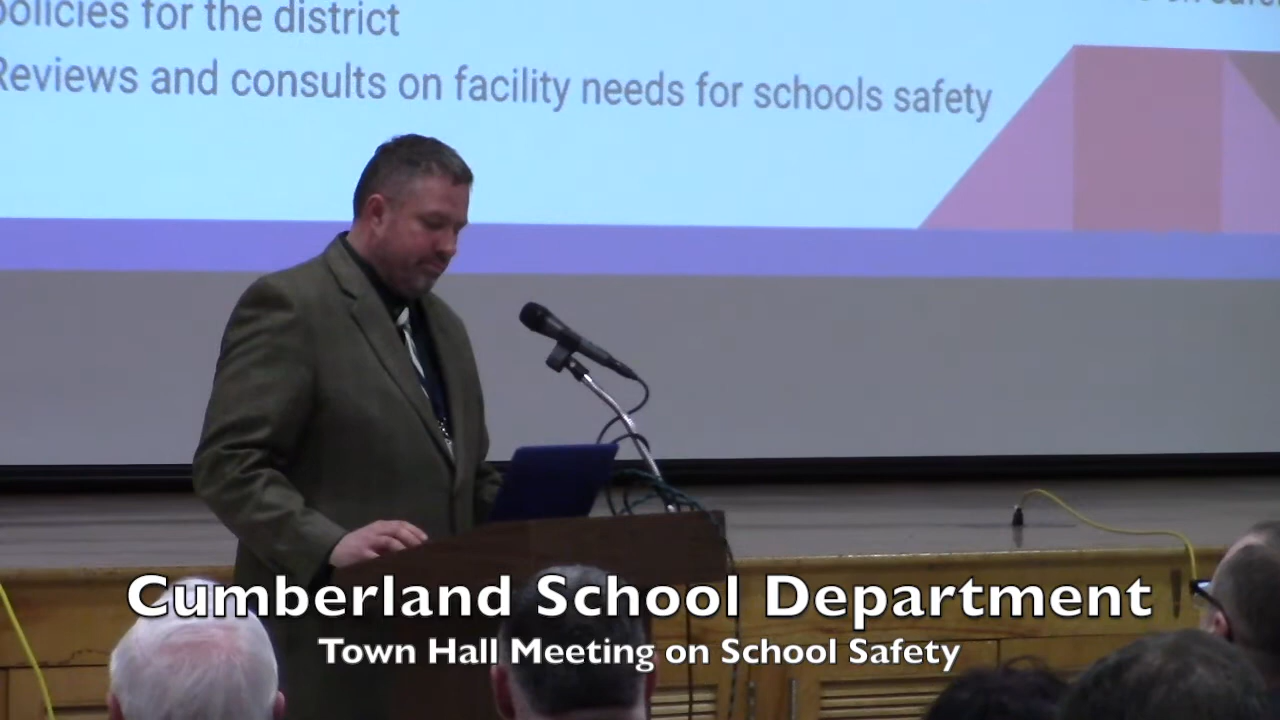 policies for the district
Reviews and consults on facility needs for schools safety
Cumberland School Department
Town Hall Meeting on School Safety